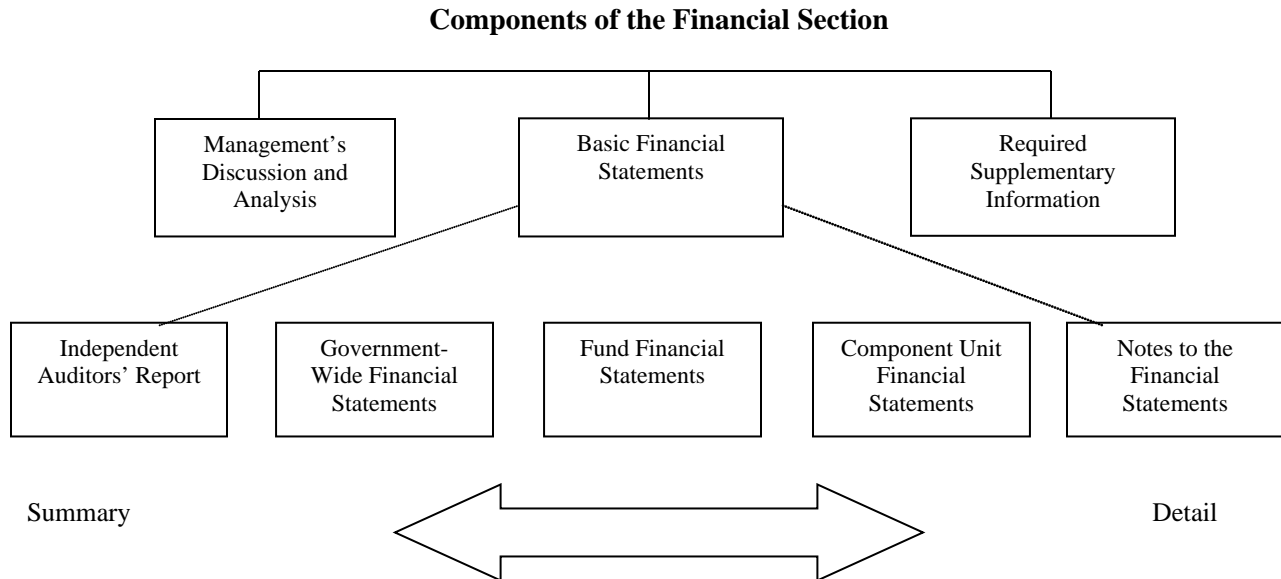 Components of the Financial Section
Management’s
Discussion and
Analysis
Basic Financial
Statements
Required
Supplementary
Information
Independent
Auditors’ Report
Government-
Wide Financial
Statements
Fund Financial
Statements
Component Unit
Financial
Statements
Notes to the
Financial
Statements
Summary
Detail